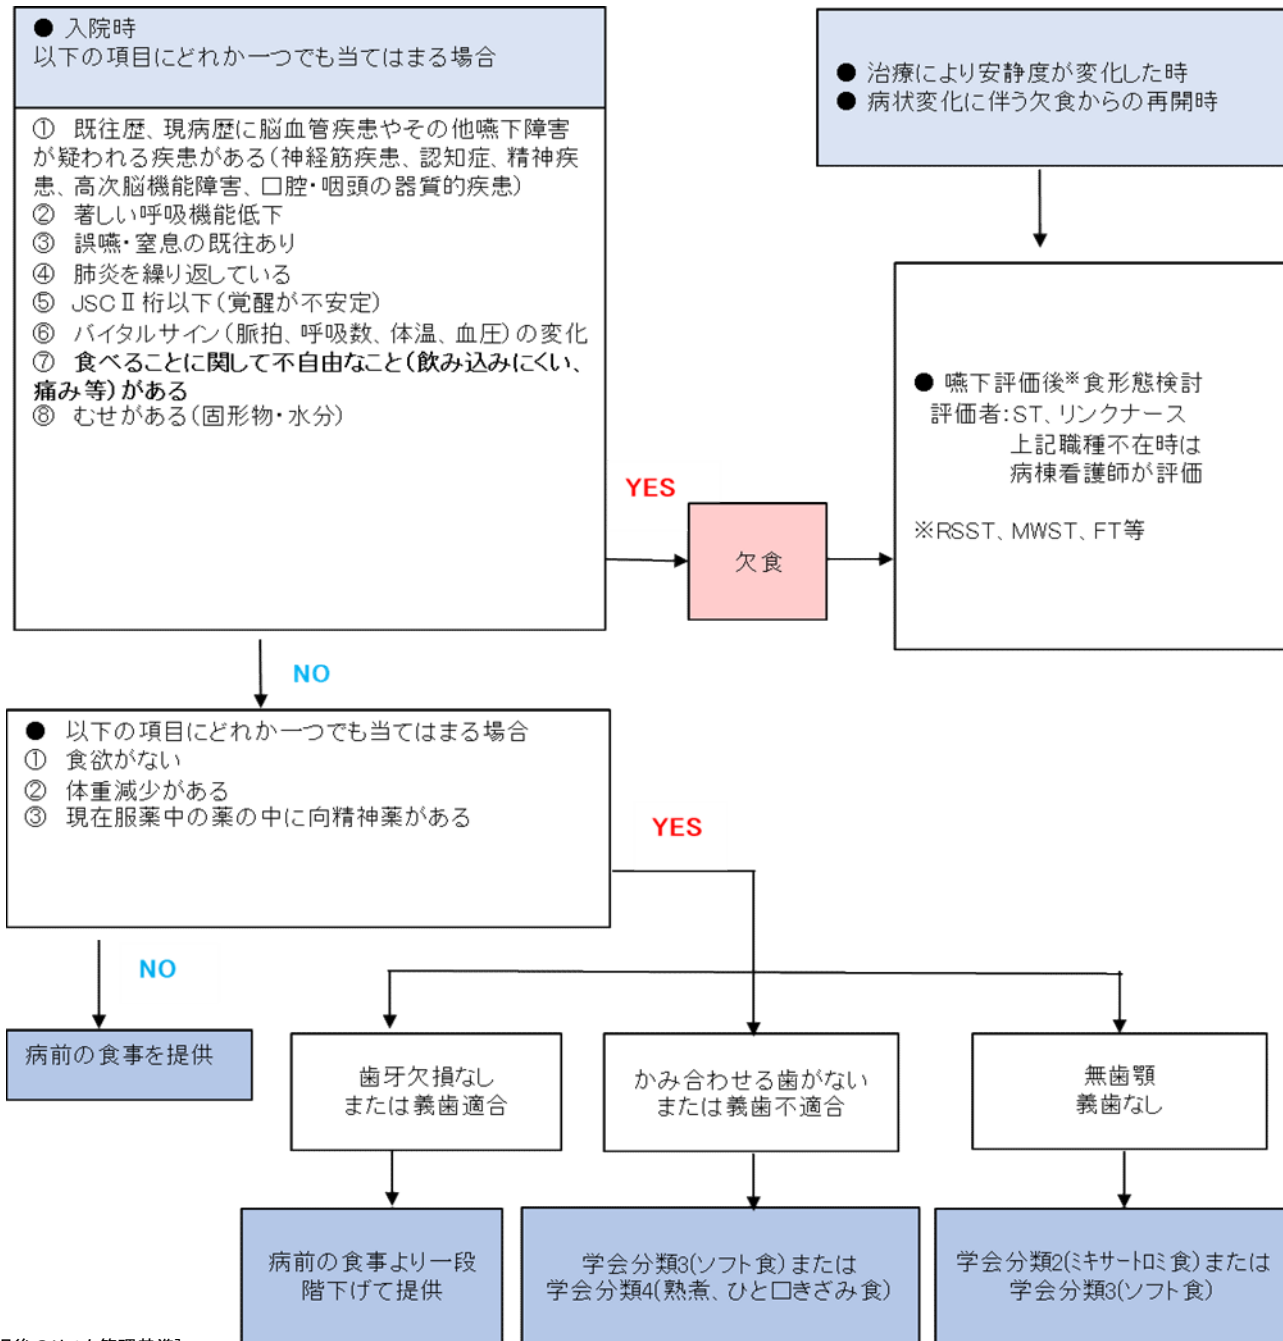 ● 入院時
以下の項目にどれか一つでも当てはまる場合
① 既往歴、現病歴に脳血管疾患やその他嚥下障害
が疑われる疾患がある(神経筋疾患、認知症、精神疾
患、高次脳機能障害、口腔・咽頭の器質的疾患)
② 著しい呼吸機能低下
③ 誤嚥・窒息の既往あり
④ 肺炎を繰り返している
⑤ JSCⅡ桁以下(覚醒が不安定)
⑥ バイタルサイン(脈拍、呼吸数、体温、血圧)の変化
⑦ 食べることに関して不自由なこと(飲み込みにくい、
痛み等)がある
⑧ むせがある(固形物・水分)
● 治療により安静度が変化した時
● 病状変化に伴う欠食からの再開時
YES
欠食
● 嚥下評価後※食形態検討
評価者:ST、リンクナース
上記職種不在時は
病棟看護師が評価
※RSST、MWST、FT等
NO
● 以下の項目にどれか一つでも当てはまる場合
① 食欲がない
② 体重減少がある
③ 現在服薬中の薬の中に向精神薬がある
YES
NO
病前の食事を提供
歯牙欠損なし
または義歯適合
かみ合わせる歯がない
または義歯不適合
無歯顎
義歯なし
病前の食事より一段
階下げて提供
学会分類3(ソフト食)または
学会分類4(熟煮、ひと口きざみ食)
学会分類2(ミキサートロミ食)または
学会分類3(ソフト食)